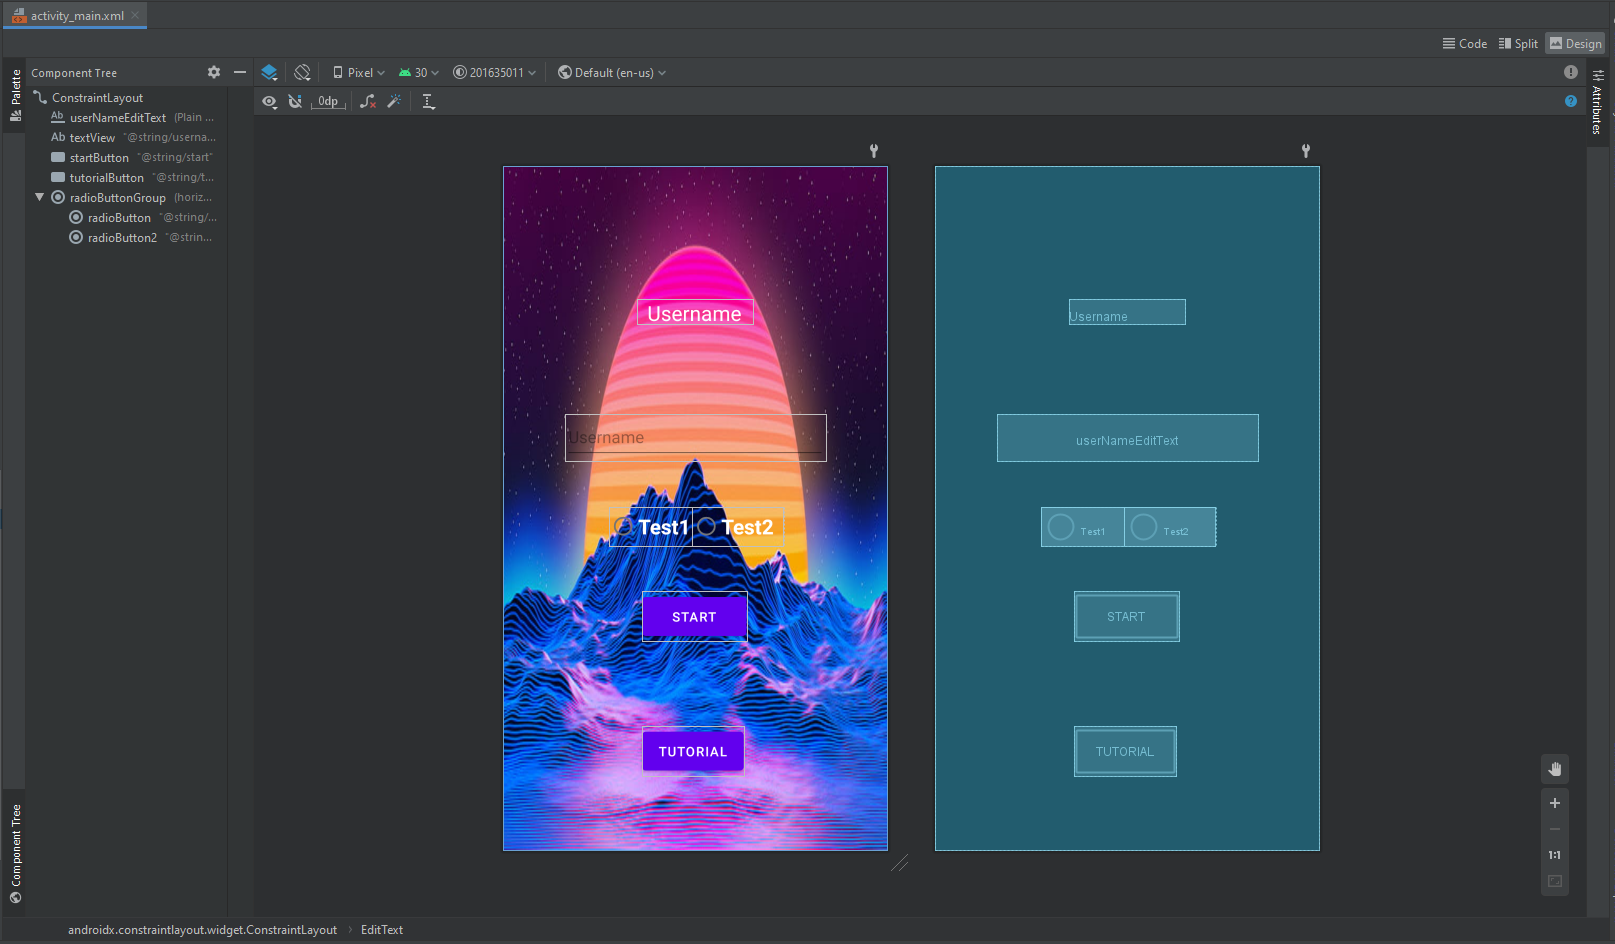 activity_main.xml
Code
Split
Design
Palette
Component Tree
Pixel
30
201635011
Default (en-us)
0dp
Attributes
ConstraintLayout
Ab userNameEditText (Plain ...
Ab textView "@string/userna...
startButton "@string/start"
tutorialButton "@string/t...
radioButtonGroup (horiz...
radioButton "@string/...
radioButton2 "@strin...
Username
Username
Test1 Test2
START
TUTORIAL
Username
userNameEditText
Test1 Test2
START
TUTORIAL
1:1
Component Tree
androidx.constraintlayout.widget.ConstraintLayout > EditText